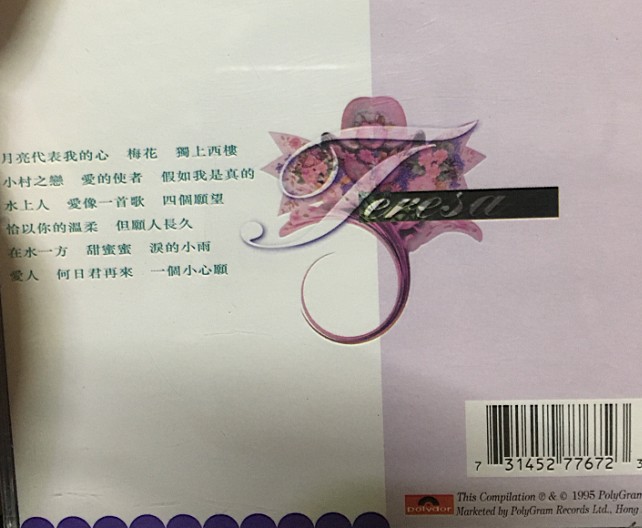 月亮代表我的心 梅花 獨上西樓
小村之戀 愛的使者 假如我是真的
水上人 愛像一首歌 四個願望
恰以你的溫柔 但願人長久
在水一方 甜蜜蜜 淚的小雨
愛人 何日君再來 一個小心願
Teresa
7 31452 77672 3
polydor
This Compilation ℗ & © 1995 PolyGram
Marketed by PolyGram Records Ltd., Hong